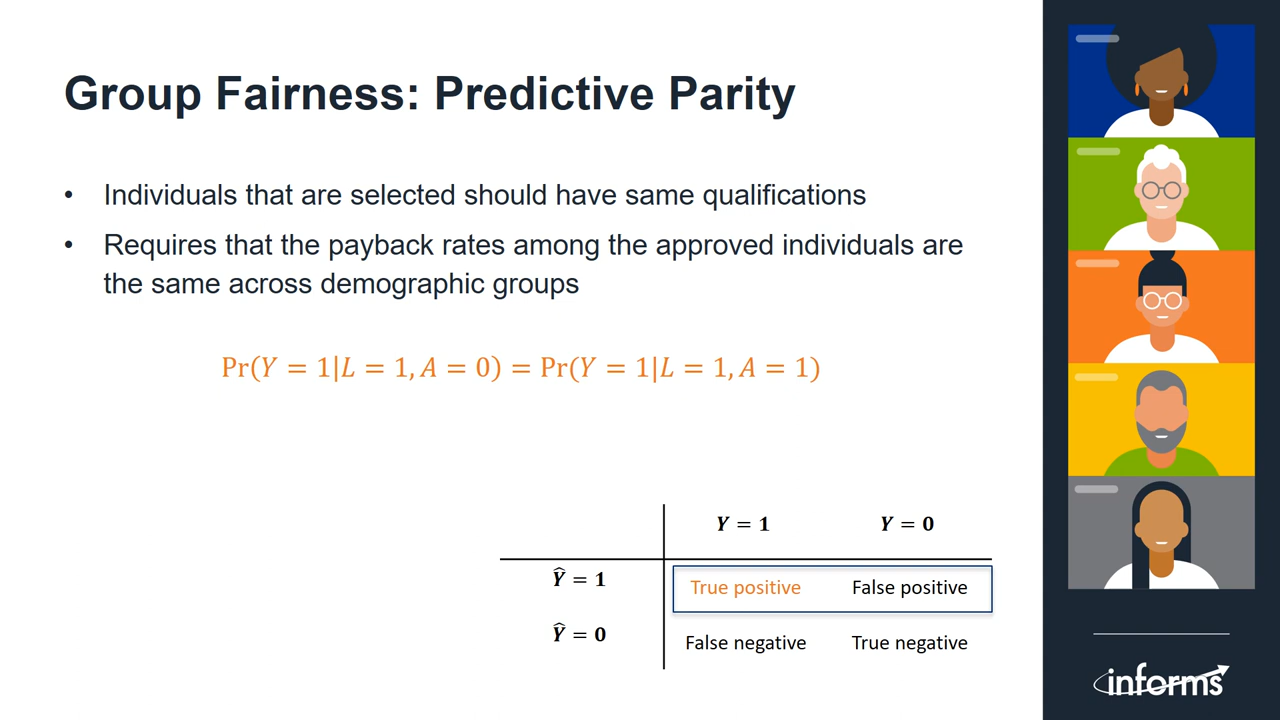 Group Fairness: Predictive Parity
• Individuals that are selected should have same qualifications
• Requires that the payback rates among the approved individuals are
the same across demographic groups
Pr(Y = 1|L = 1, A = 0) = Pr(Y = 1|L = 1, A = 1)
Y = 1 Y = 0
Ŷ = 1 True positive False positive
Ŷ = 0 False negative True negative
informs